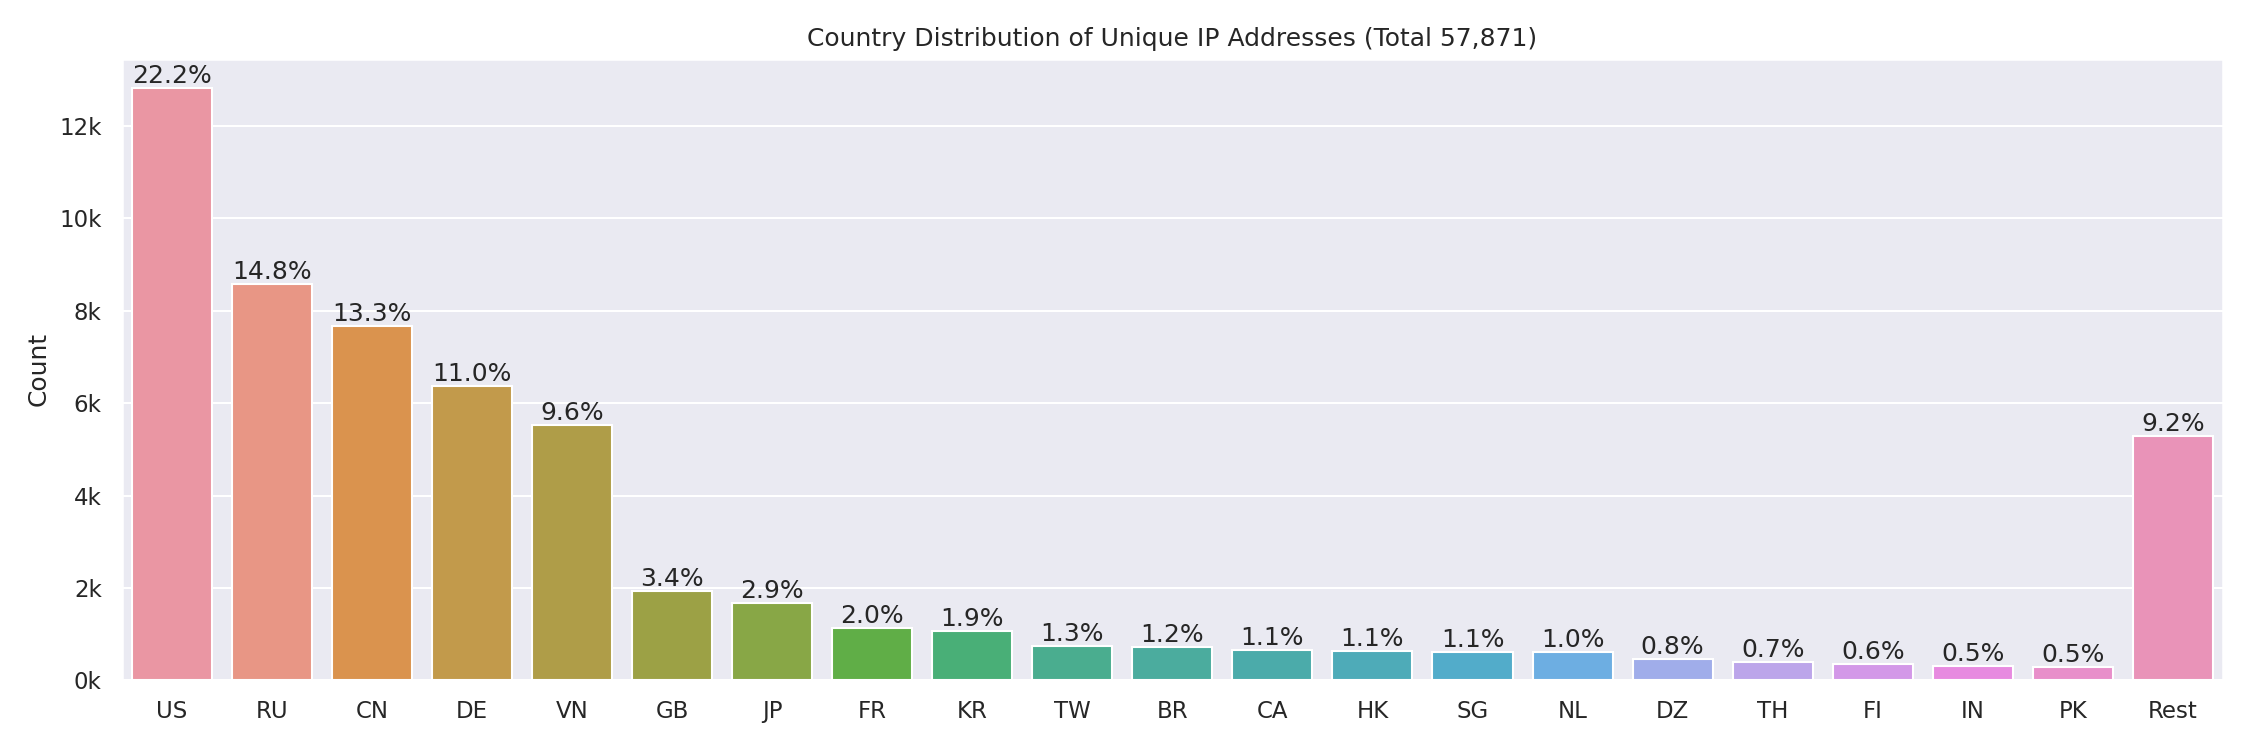 Country Distribution of Unique IP Addresses (Total 57,871)
Count
12k
10k
8k
6k
4k
2k
0k
22.2%
14.8%
13.3%
11.0%
9.6%
3.4%
2.9%
2.0%
1.9%
1.3%
1.2%
1.1%
1.1%
1.1%
1.0%
0.8%
0.7%
0.6%
0.5%
0.5%
9.2%
US RU CN DE VN GB JP FR KR TW BR CA HK SG NL DZ TH FI IN PK Rest